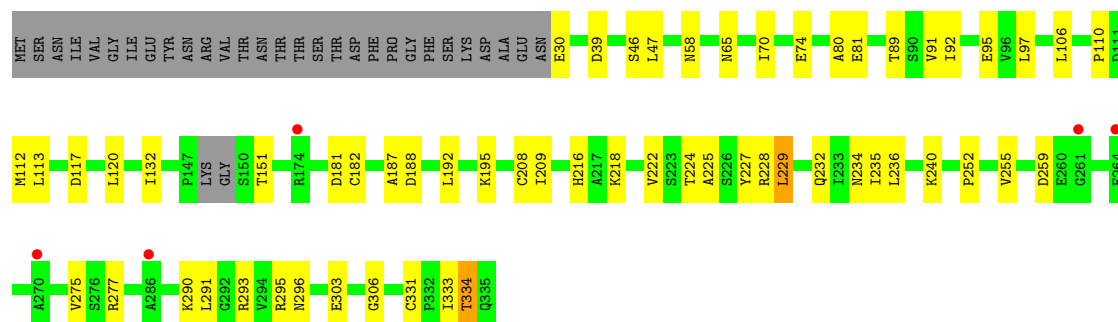 MET SER ASN ILE VAL GLY ILE GLU TYR ASN ARG VAL THR ASN THR THR SER THR ASP PHE PRO GLY PHE SER LYS ASP ALA GLU ASN E30 D39 S46 L47 N58 N65 I70 E74 A80 E81 T89 S90 V91 I92 E95 V96 L97 L106 P110 D111
M112 L113 D117 L120 I132 P147 LYS GLY S150 T151 R174 D181 C182 A187 D188 L192 K195 C208 I209 H216 A217 K218 V222 S223 T224 A225 S226 Y227 R228 L229 Q232 I233 N234 I235 L236 K240 P252 V255 D259 E260 G261 E264
A270 V275 S276 R277 A286 K290 L291 G292 R293 V294 R295 N296 E303 G306 C331 P332 I333 T334 Q335